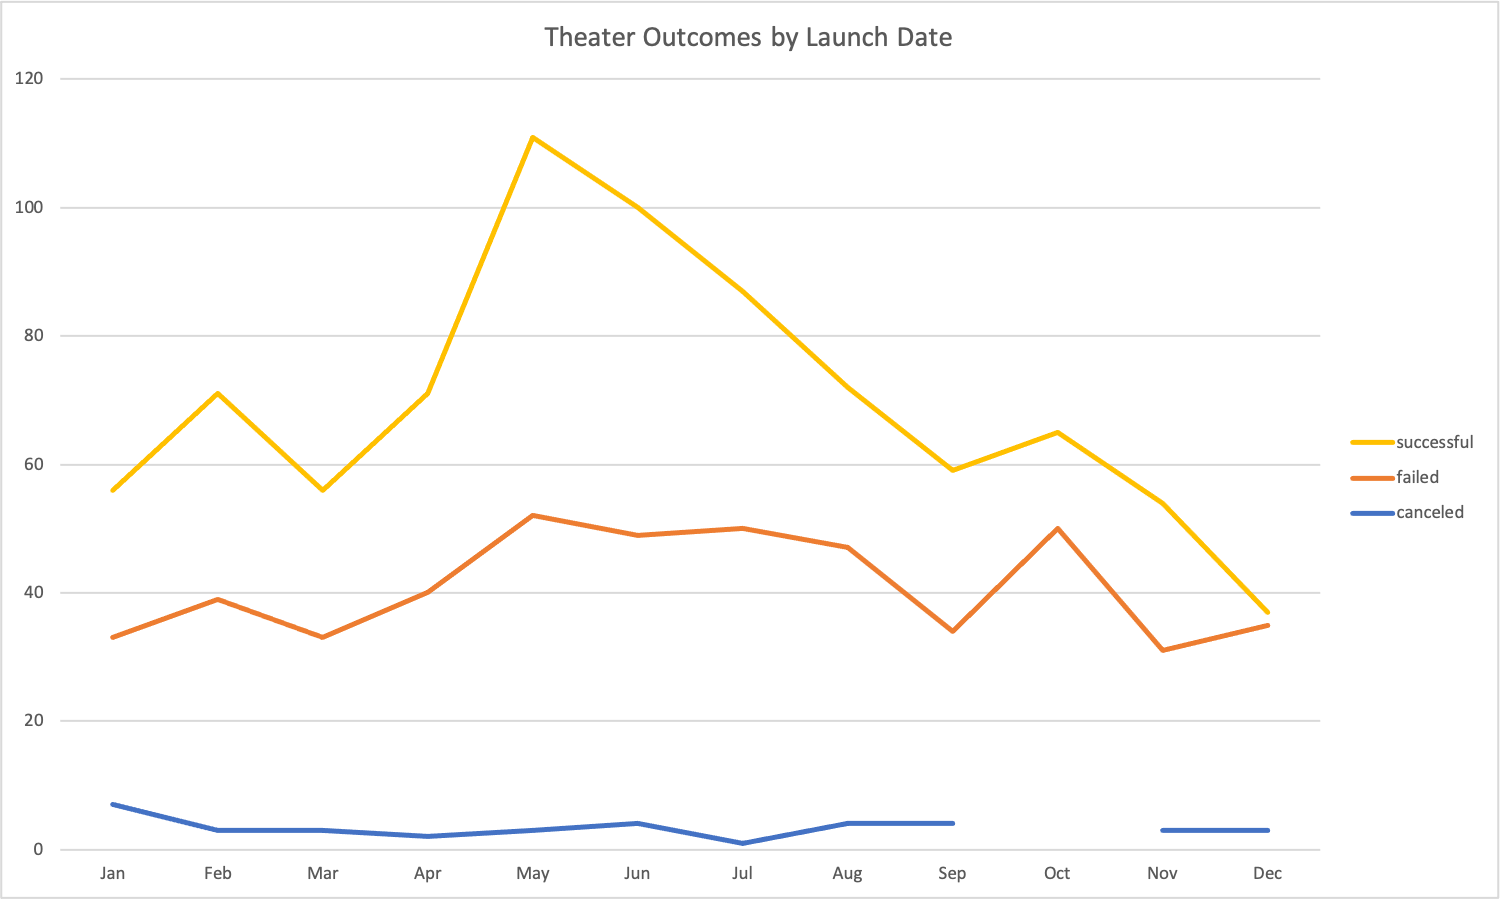 Theater Outcomes by Launch Date
120
100
80
60
40
20
0
Jan Feb Mar Apr May Jun Jul Aug Sep Oct Nov Dec
successful
failed
canceled